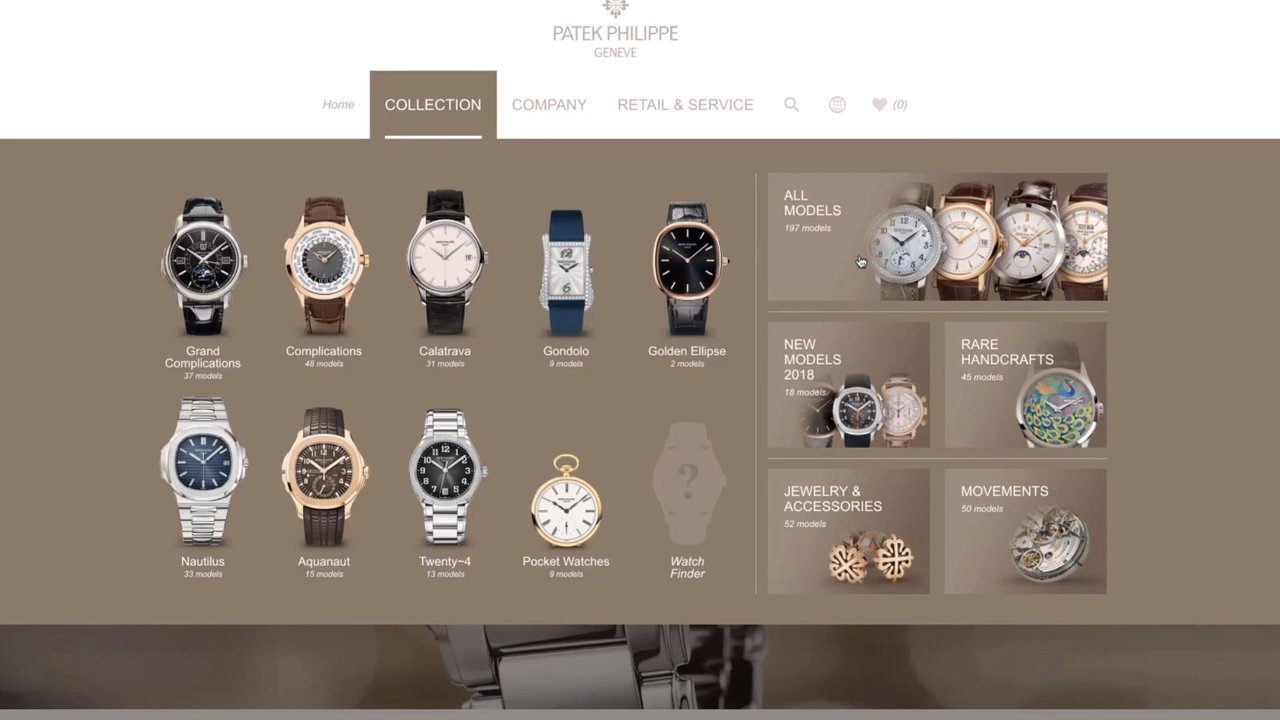 PATEK PHILIPPE
GENEVE
Home
COLLECTION
COMPANY
RETAIL & SERVICE
(0)
Grand
Complications
37 models
Complications
48 models
Calatrava
31 models
Gondolo
9 models
Golden Ellipse
2 models
Nautilus
33 models
Aquanaut
15 models
Twenty~4
13 models
Pocket Watches
9 models
?
Watch
Finder
ALL
MODELS
197 models
NEW
MODELS
2018
18 models
RARE
HANDCRAFTS
45 models
JEWELRY &
ACCESSORIES
52 models
MOVEMENTS
50 models